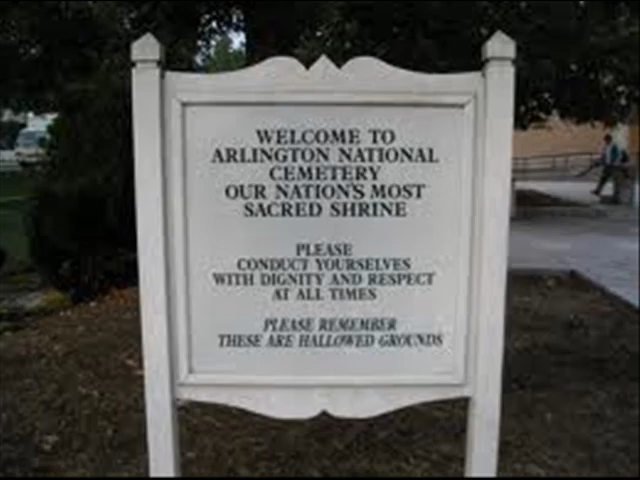 WELCOME TO
ARLINGTON NATIONAL
CEMETERY
OUR NATION'S MOST
SACRED SHRINE
PLEASE
CONDUCT YOURSELVES
WITH DIGNITY AND RESPECT
AT ALL TIMES
PLEASE REMEMBER
THESE ARE HALLOWED GROUNDS